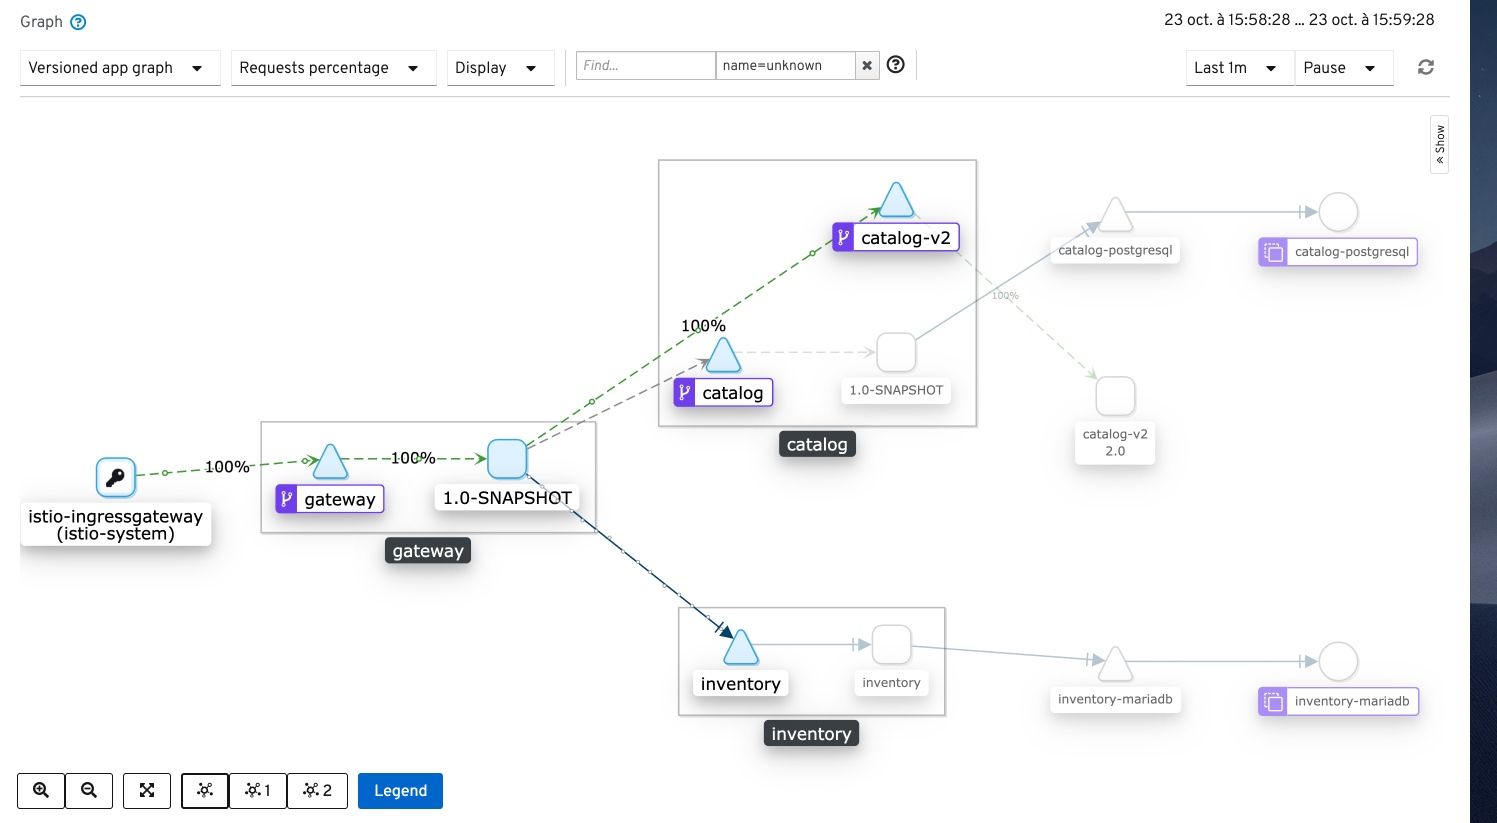 Graph
23 oct. à 15:58:28 ... 23 oct. à 15:59:28
Versioned app graph
Requests percentage
Display
Find...
name=unknown
Last 1m
Pause
Show
catalog-v2
catalog-postgresql
catalog-postgresql
100%
100%
catalog
1.0-SNAPSHOT
catalog
catalog-v2
2.0
100%
100%
gateway
1.0-SNAPSHOT
istio-ingressgateway
(istio-system)
gateway
inventory
inventory
inventory-mariadb
inventory-mariadb
inventory
1
2
Legend